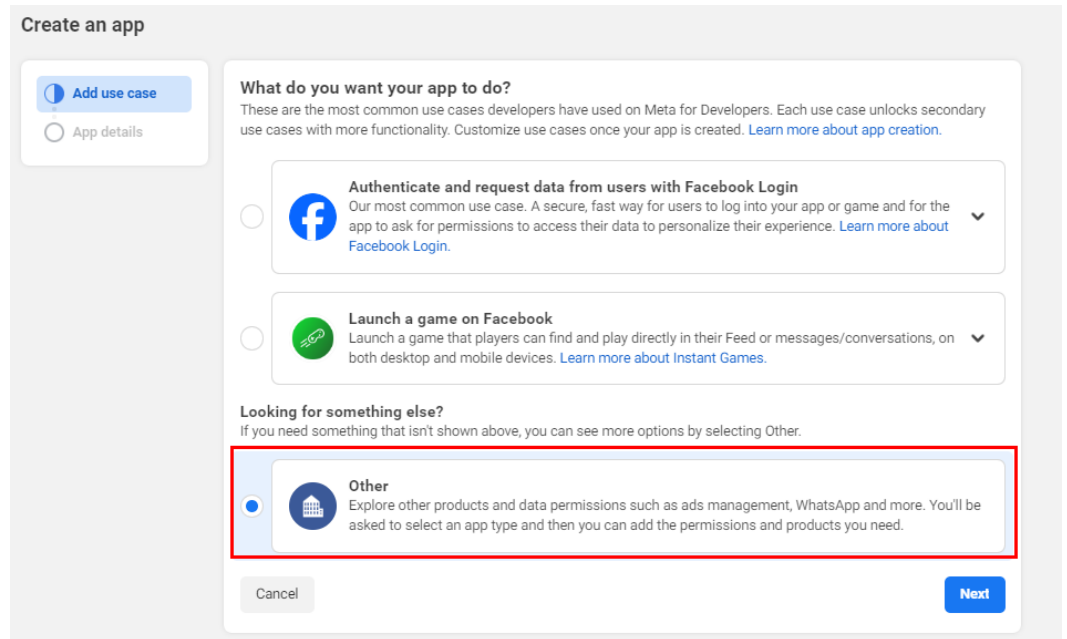 Create an app
Add use case
App details
What do you want your app to do?
These are the most common use cases developers have used on Meta for Developers. Each use case unlocks secondary
use cases with more functionality. Customize use cases once your app is created. Learn more about app creation.
Authenticate and request data from users with Facebook Login
Our most common use case. A secure, fast way for users to log into your app or game and for the
app to ask for permissions to access their data to personalize their experience. Learn more about
Facebook Login.
Launch a game on Facebook
Launch a game that players can find and play directly in their Feed or messages/conversations, on
both desktop and mobile devices. Learn more about Instant Games.
Looking for something else?
If you need something that isn't shown above, you can see more options by selecting Other.
Other
Explore other products and data permissions such as ads management, WhatsApp and more. You'll be
asked to select an app type and then you can add the permissions and products you need.
Cancel
Next